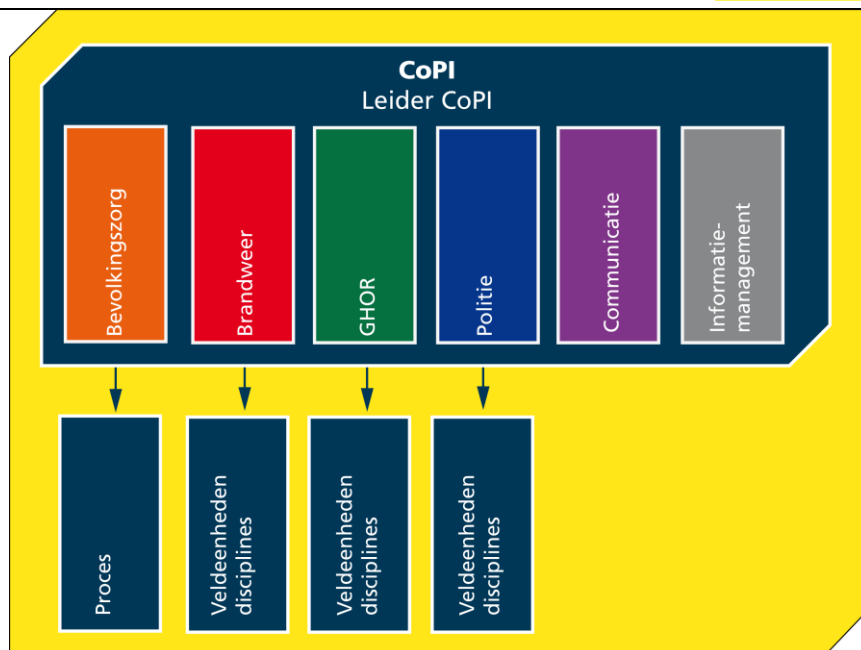 CoPI
Leider CoPI
Bevolkingszorg
Brandweer
GHOR
Politie
Communicatie
Informatie-
management
Proces
Veldeenheden
disciplines
Veldeenheden
disciplines
Veldeenheden
disciplines